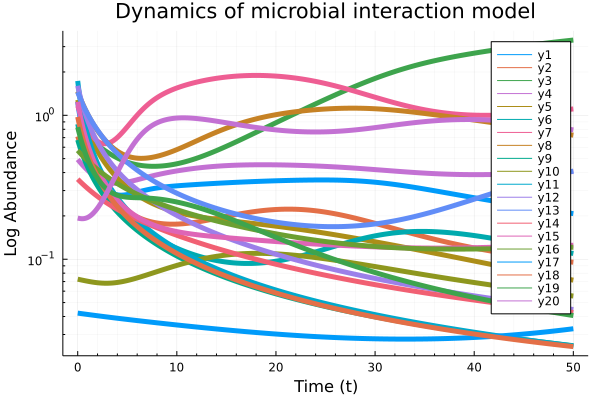 Dynamics of microbial interaction model
Log Abundance
10⁰
10⁻¹
0 10 20 30 40 50
Time (t)
y1
y2
y3
y4
y5
y6
y7
y8
y9
y10
y11
y12
y13
y14
y15
y16
y17
y18
y19
y20